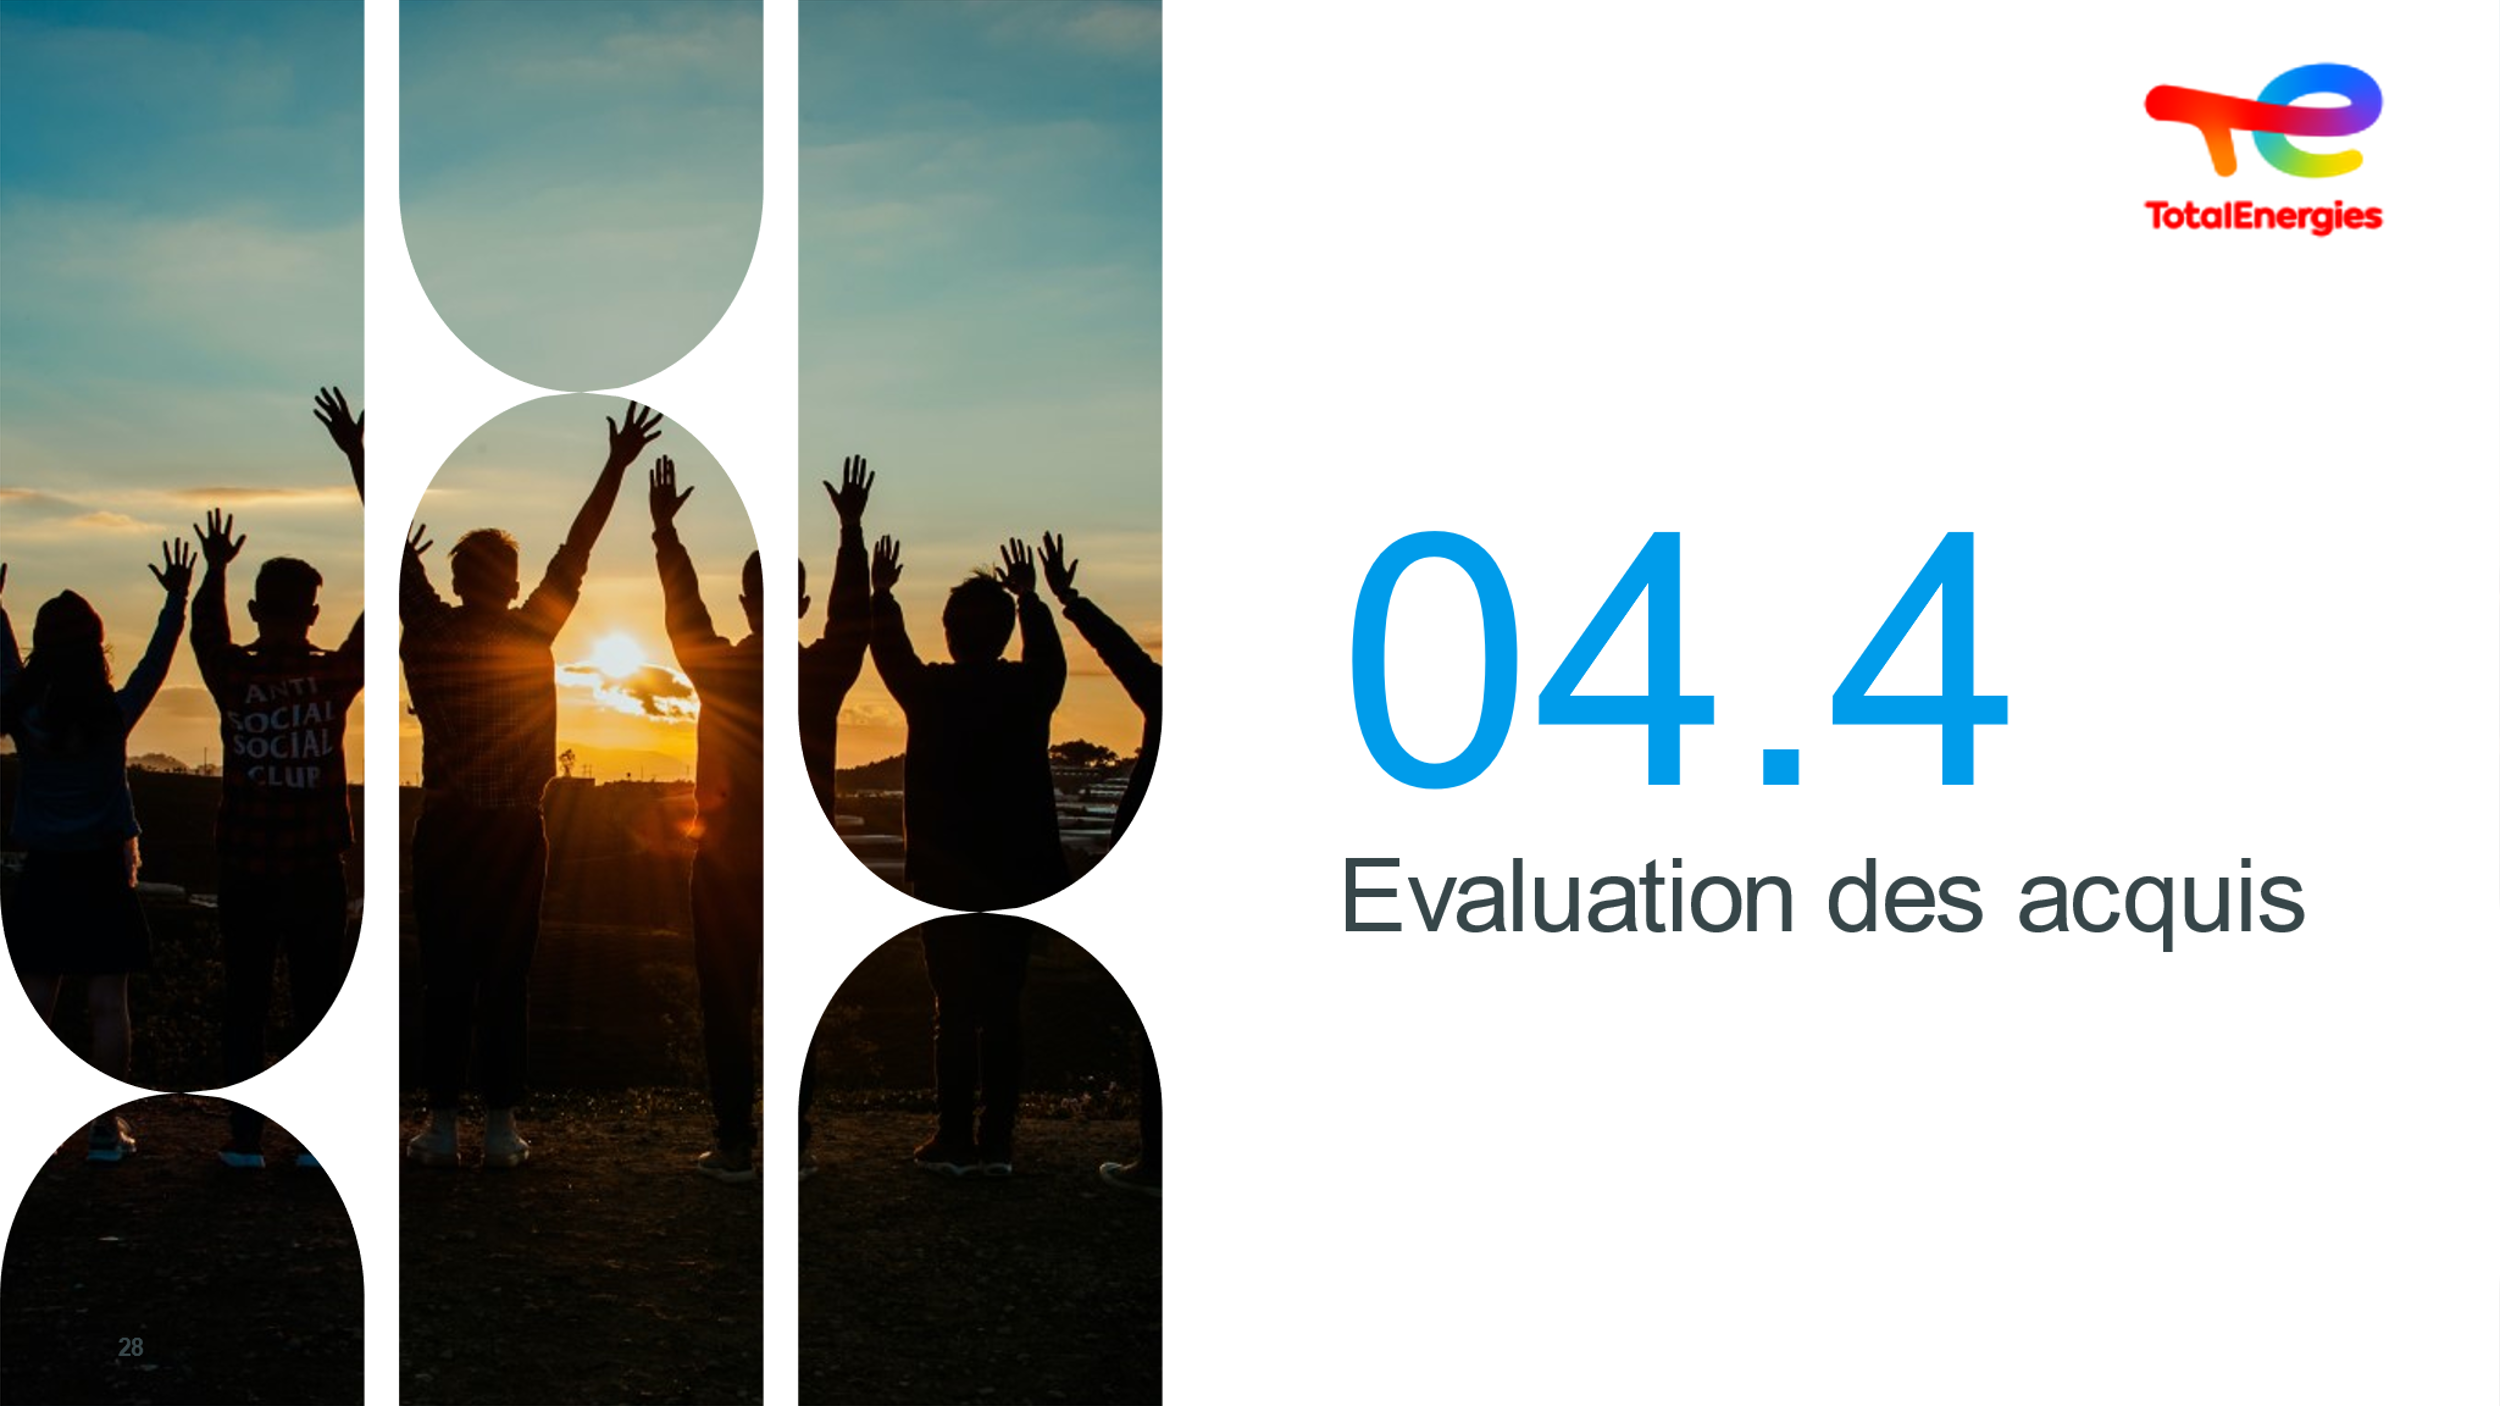 TotalEnergies
04.4
Evaluation des acquis
ANTI
SOCIAL
SOCIAL
CLUB
28